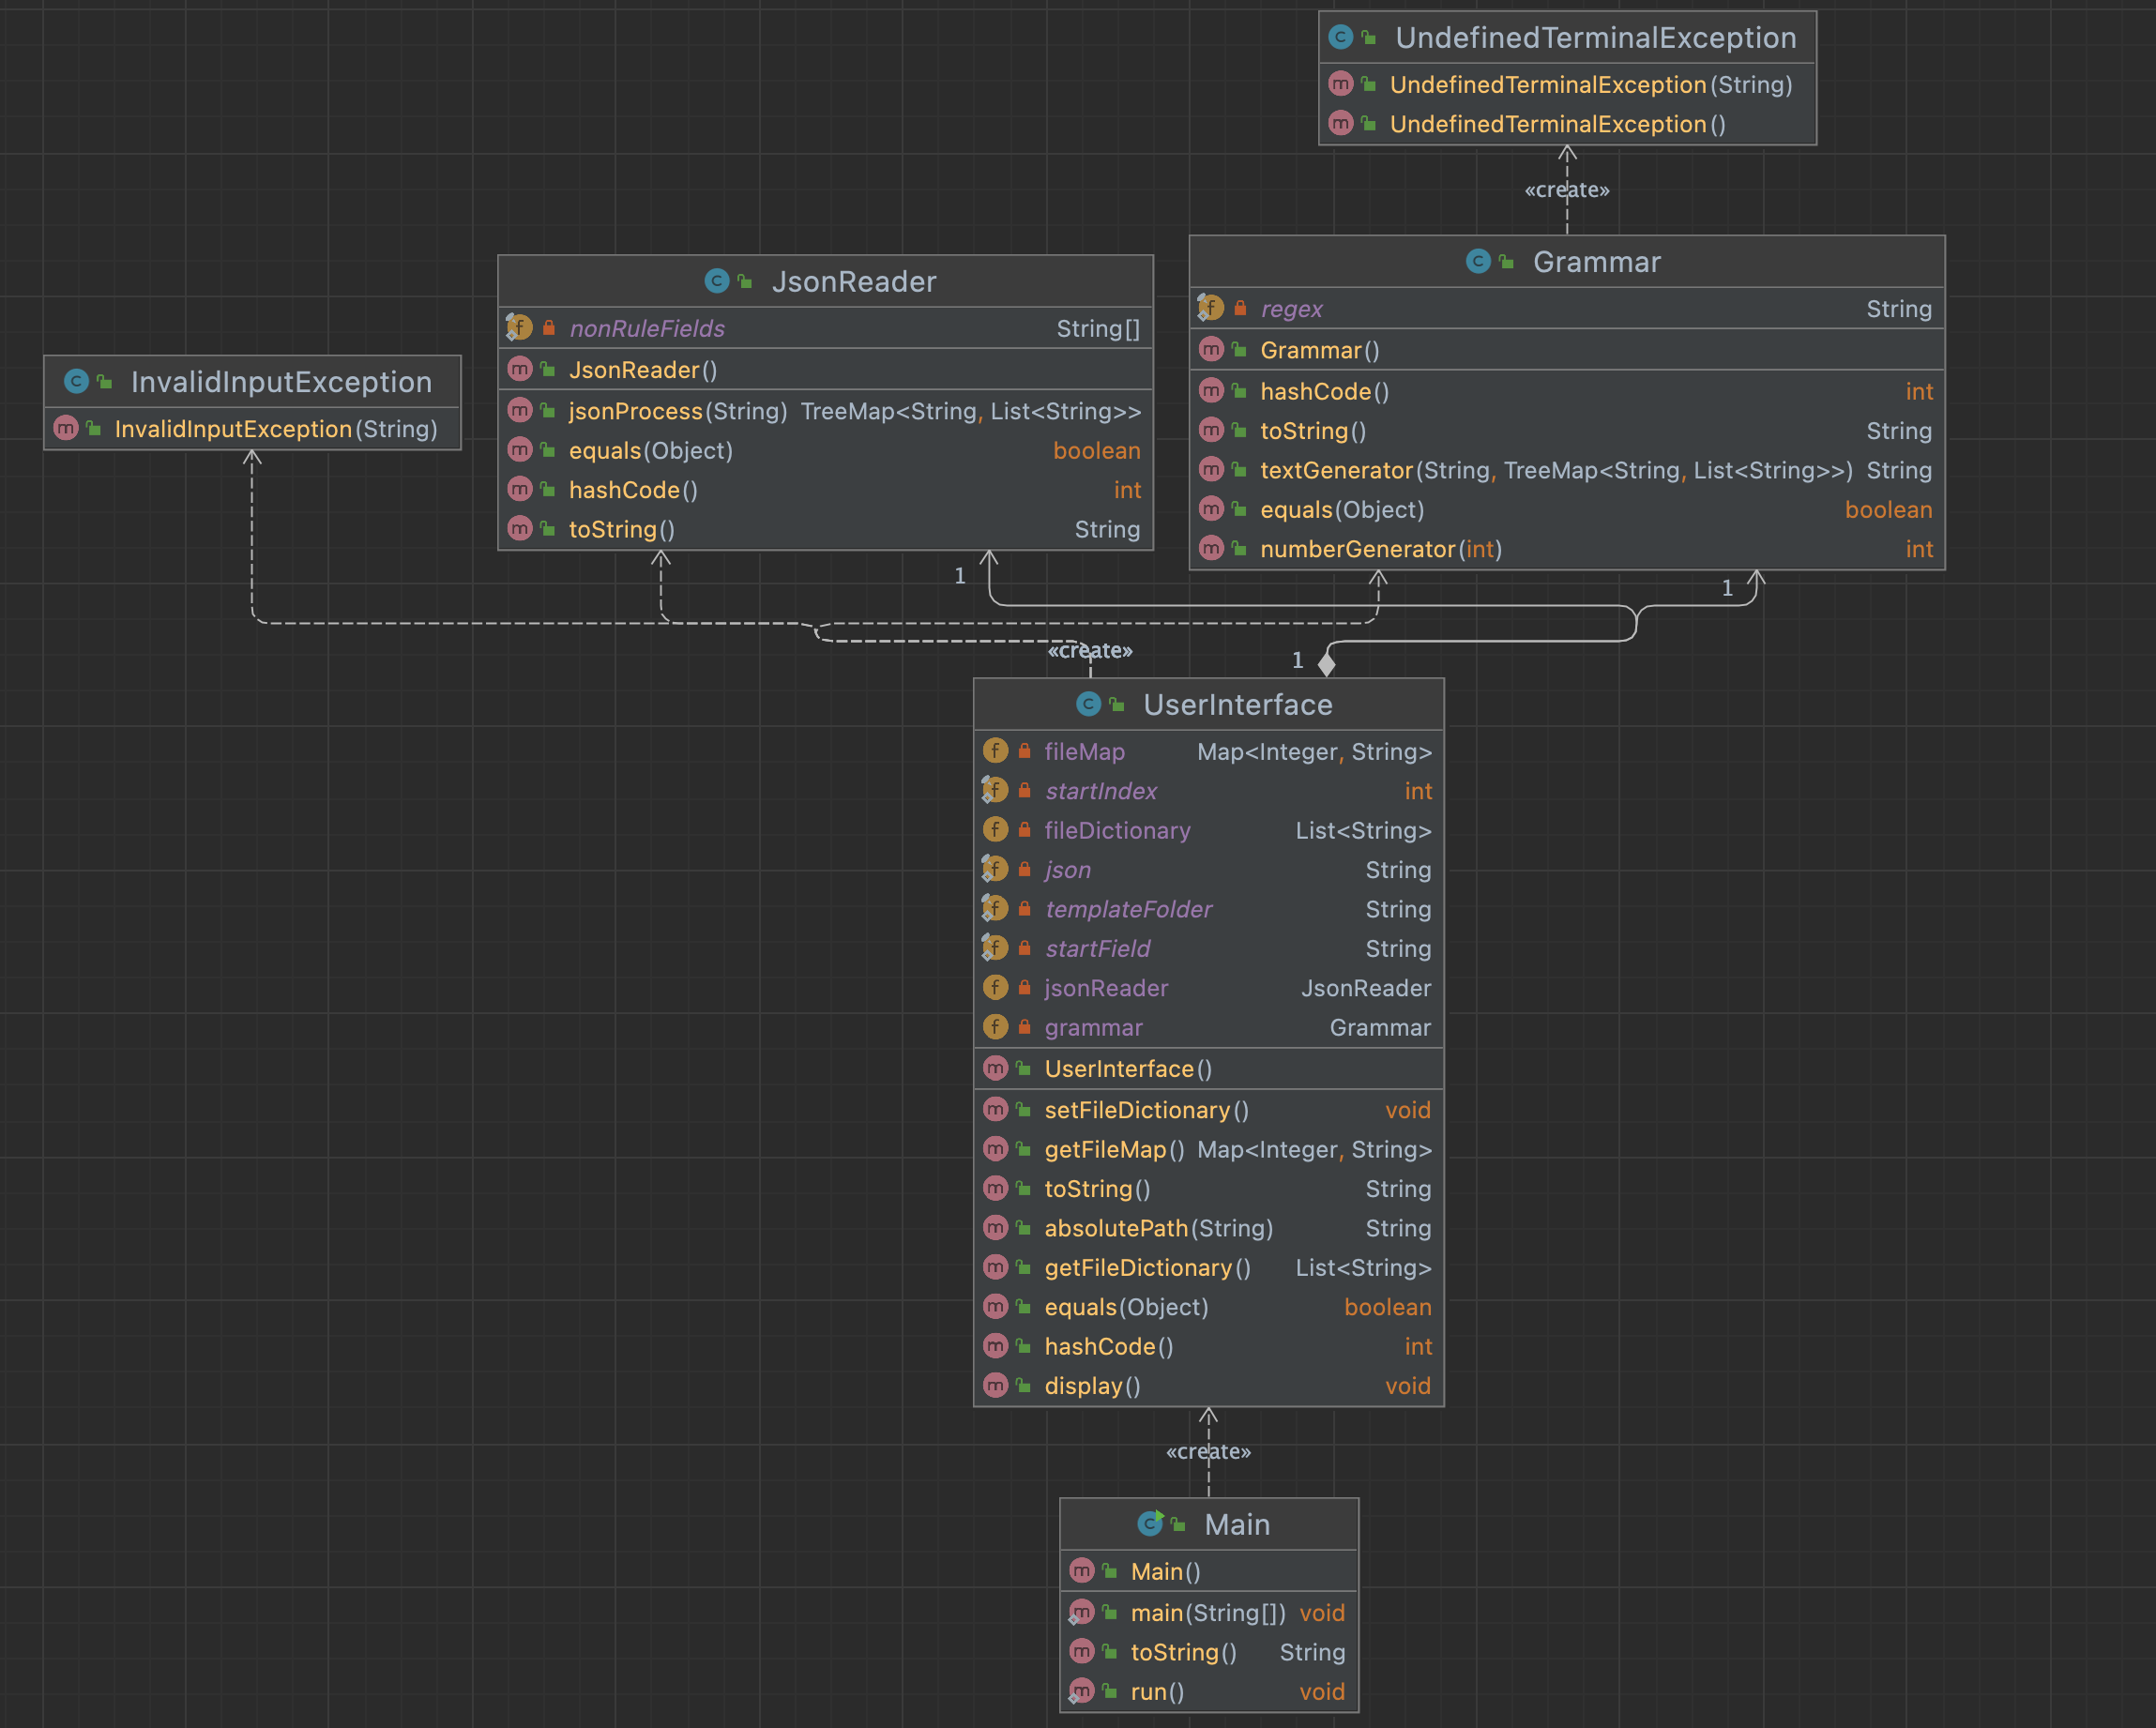 UndefinedTerminalException
UndefinedTerminalException(String)
UndefinedTerminalException()
«create»
Grammar
regex String
Grammar()
hashCode() int
toString() String
textGenerator(String, TreeMap<String, List<String>>) String
equals(Object) boolean
numberGenerator(int) int
JsonReader
nonRuleFields String[]
JsonReader()
jsonProcess(String) TreeMap<String, List<String>>
equals(Object) boolean
hashCode() int
toString() String
InvalidInputException
InvalidInputException(String)
1
1
«create»
1
UserInterface
fileMap Map<Integer, String>
startIndex int
fileDictionary List<String>
json String
templateFolder String
startField String
jsonReader JsonReader
grammar Grammar
UserInterface()
setFileDictionary() void
getFileMap() Map<Integer, String>
toString() String
absolutePath(String) String
getFileDictionary() List<String>
equals(Object) boolean
hashCode() int
display() void
«create»
Main
Main()
main(String[]) void
toString() String
run() void